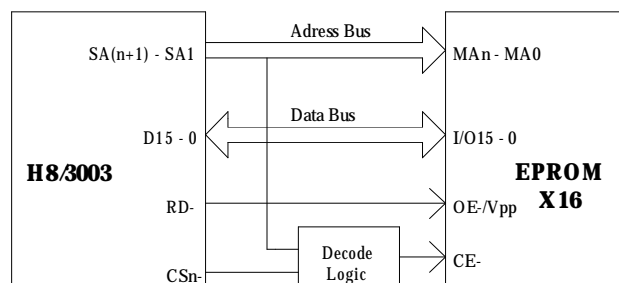 Adress Bus
SA(n+1) - SA1
MAn - MA0
Data Bus
D15 - 0
I/O15 - 0
H8/3003
EPROM
X16
RD-
OE-/Vpp
Decode
Logic
CE-
CSn-